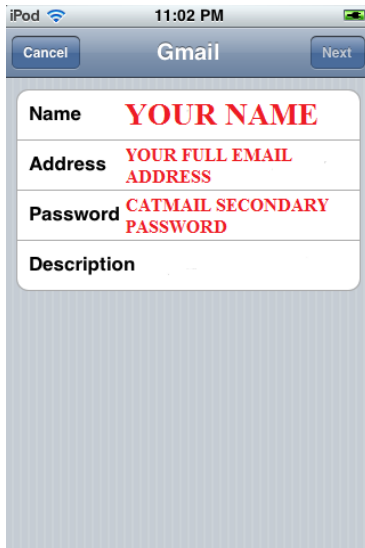 iPod 11:02 PM
Cancel Gmail Next
Name YOUR NAME
Address YOUR FULL EMAIL
ADDRESS
Password CATMAIL SECONDARY
PASSWORD
Description